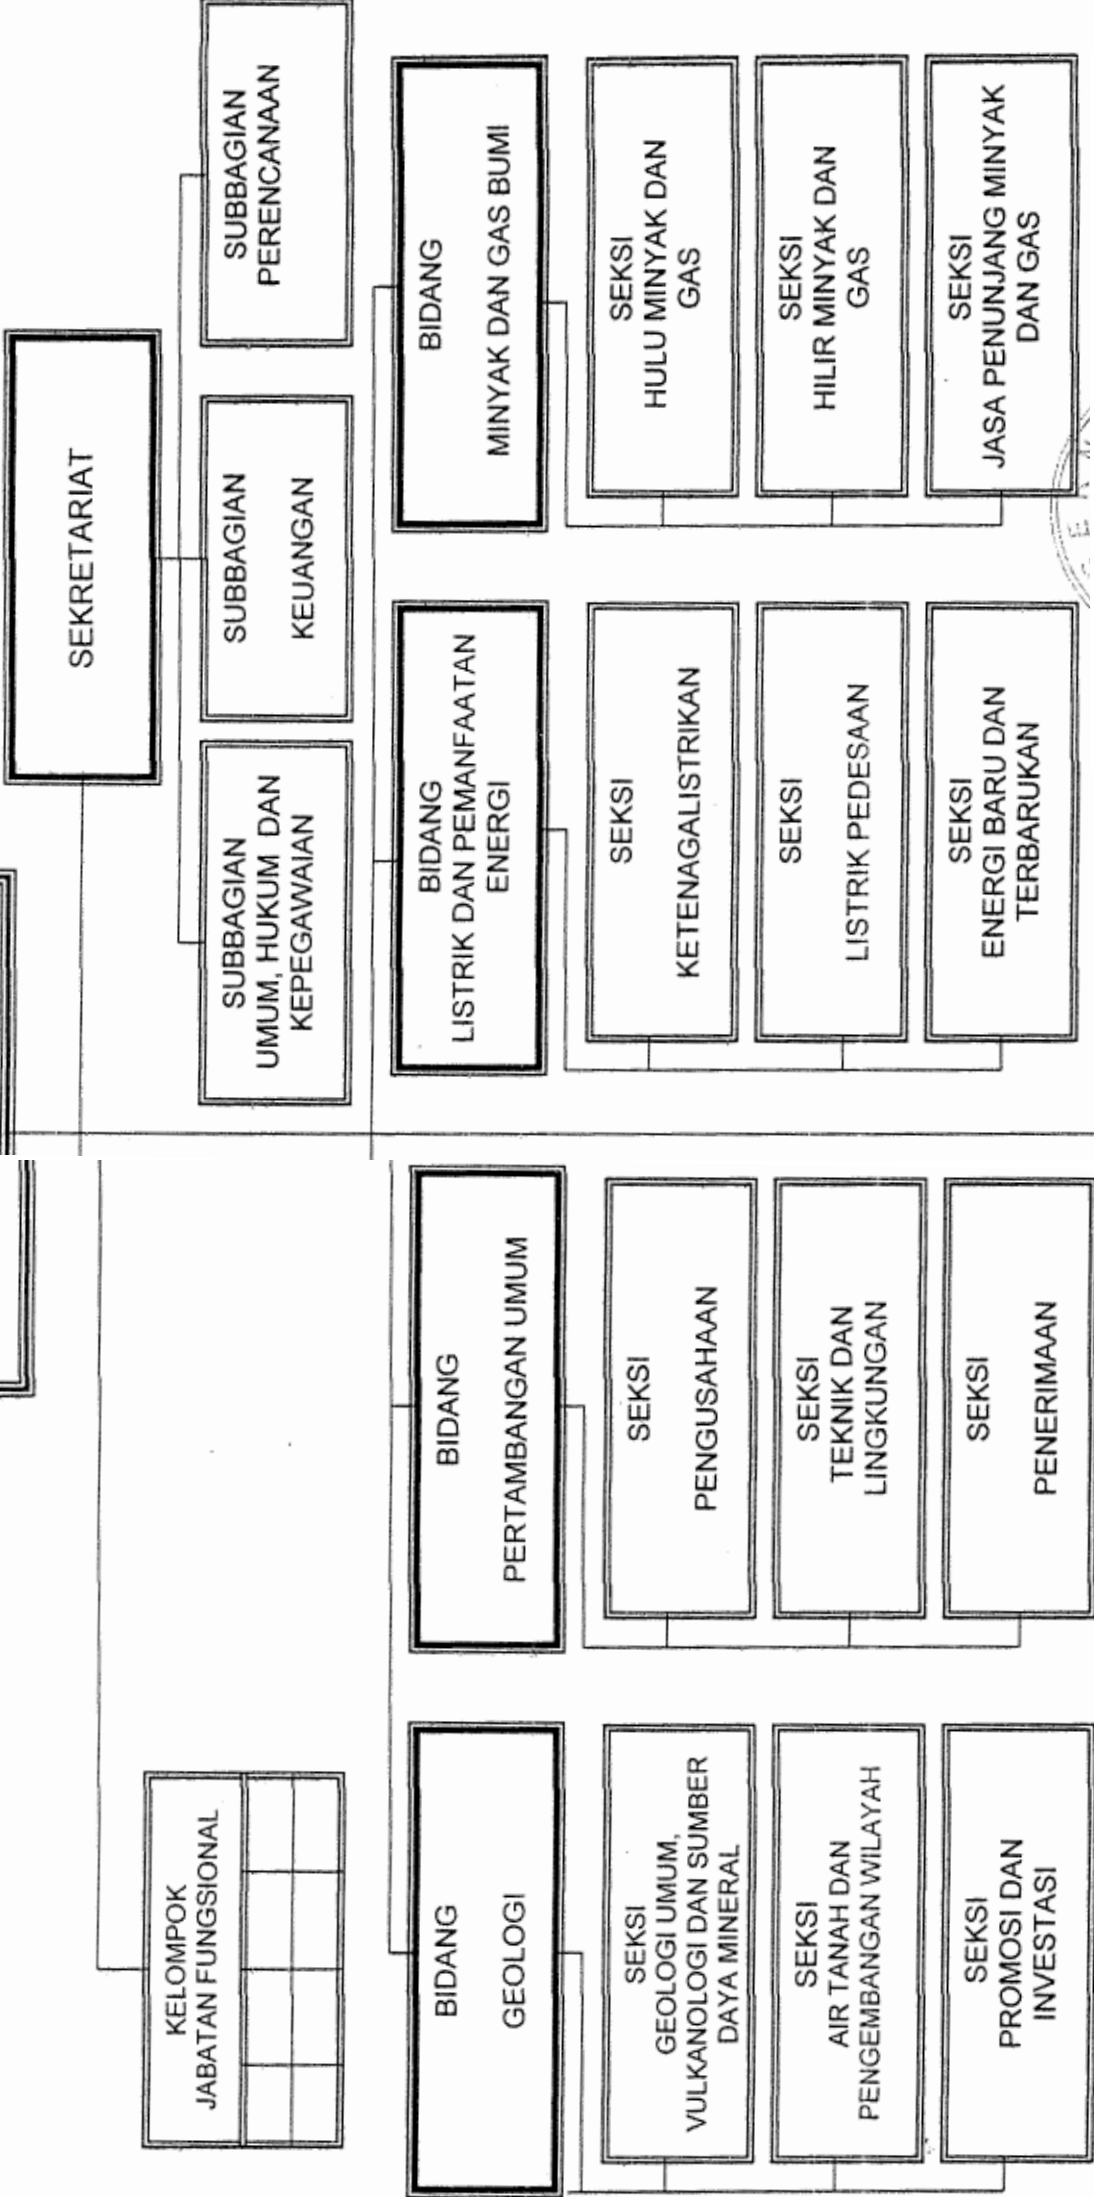 SEKRETARIAT
SUBBAGIAN
UMUM, HUKUM DAN
KEPEGAWAIAN
SUBBAGIAN
KEUANGAN
SUBBAGIAN
PERENCANAAN
KELOMPOK
JABATAN FUNGSIONAL
BIDANG
GEOLOGI
SEKSI
GEOLOGI UMUM,
VULKANOLOGI DAN SUMBER
DAYA MINERAL
SEKSI
AIR TANAH DAN
PENGEMBANGAN WILAYAH
SEKSI
PROMOSI DAN
INVESTASI
BIDANG
PERTAMBANGAN UMUM
SEKSI
PENGUSAHAAN
SEKSI
TEKNIK DAN
LINGKUNGAN
SEKSI
PENERIMAAN
BIDANG
LISTRIK DAN PEMANFAATAN
ENERGI
SEKSI
KETENAGALISTRIKAN
SEKSI
LISTRIK PEDESAAN
SEKSI
ENERGI BARU DAN
TERBARUKAN
BIDANG
MINYAK DAN GAS BUMI
SEKSI
HULU MINYAK DAN
GAS
SEKSI
HILIR MINYAK DAN
GAS
SEKSI
JASA PENUNJANG MINYAK
DAN GAS